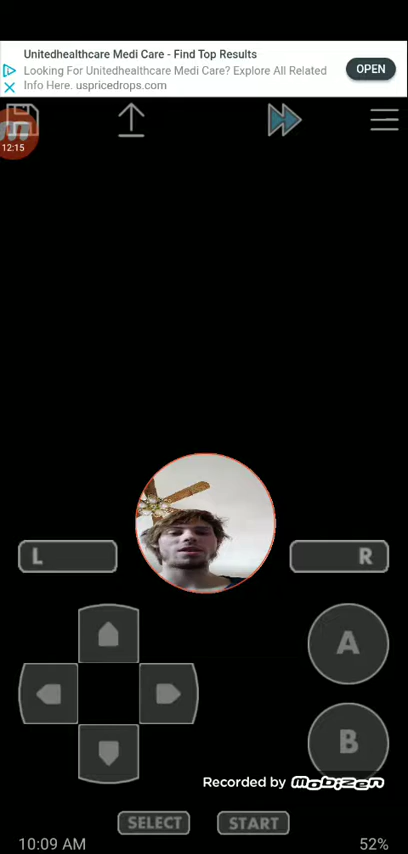 Unitedhealthcare Medi Care - Find Top Results
Looking For Unitedhealthcare Medi Care? Explore All Related
Info Here. uspricedrops.com
OPEN
12:15
L
R
A
B
Recorded by Mobizen
SELECT
START
10:09 AM
52%